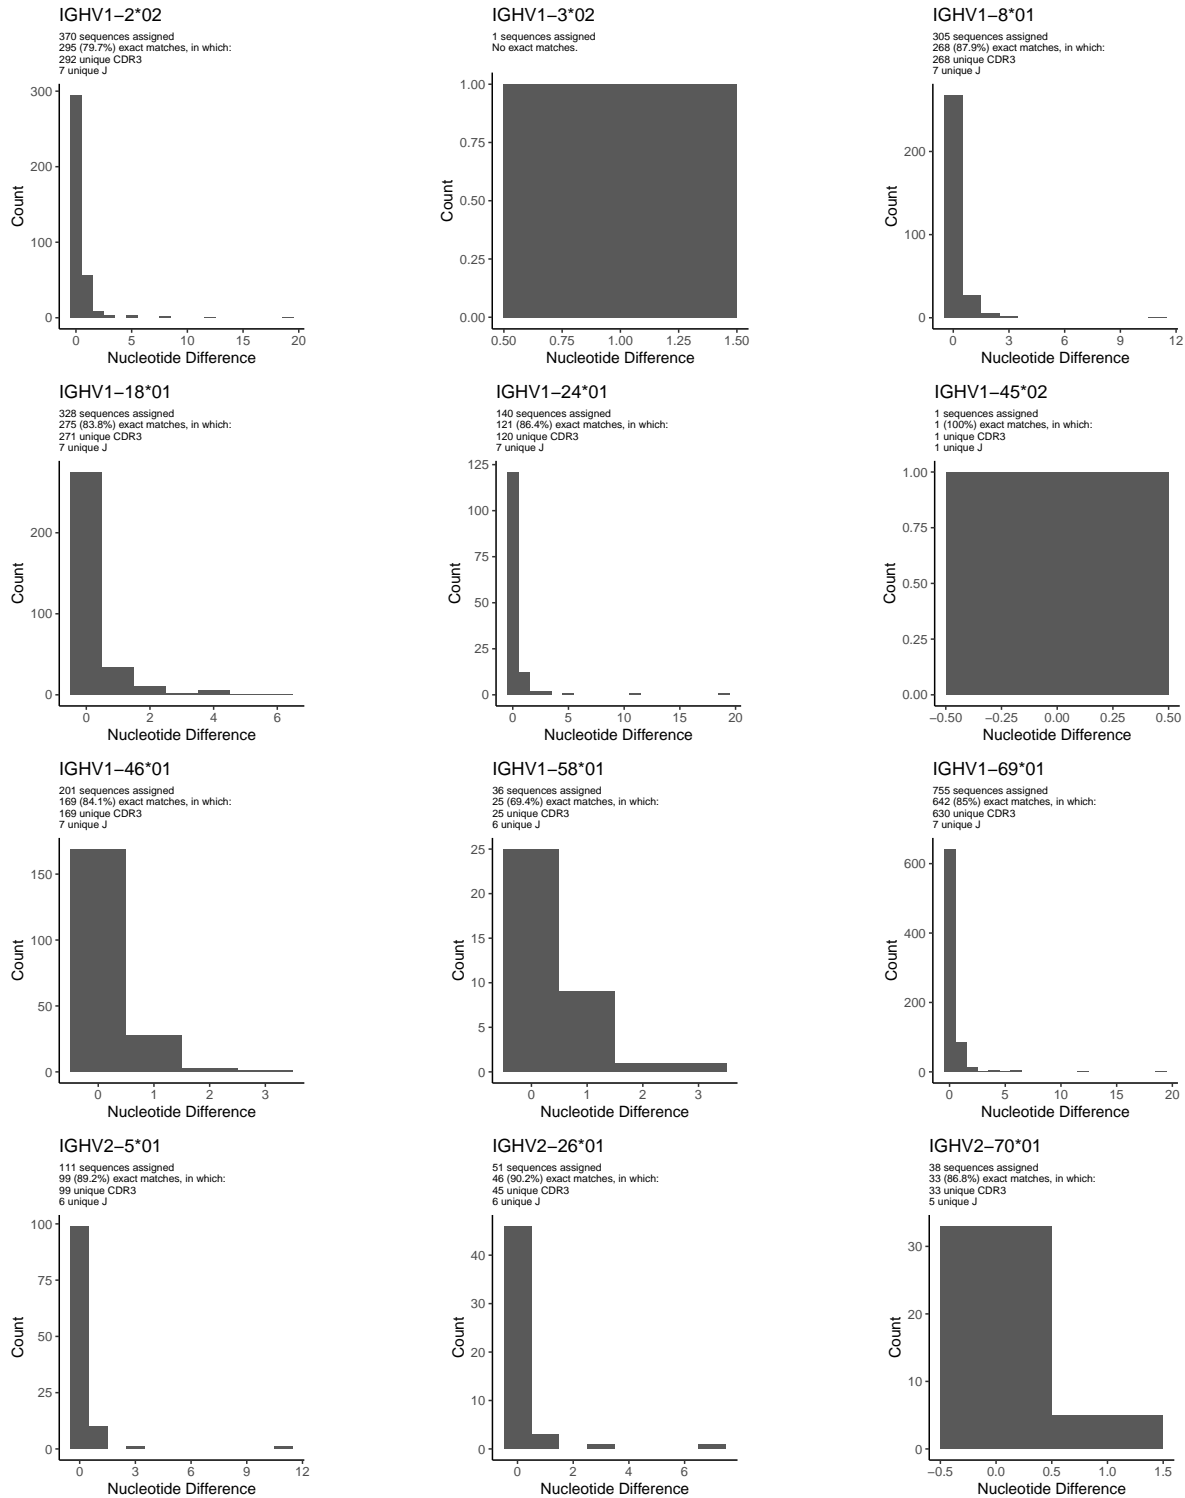 IGHV1−2*02
370 sequences assigned
295 (79.7%) exact matches, in which:
292 unique CDR3
7 unique J
300
200
100
0
Count
0 5 10 15 20
Nucleotide Difference
IGHV1−3*02
1 sequences assigned
No exact matches.
1.00
0.75
0.50
0.25
0.00
Count
0.50 0.75 1.00 1.25 1.50
Nucleotide Difference
IGHV1−8*01
305 sequences assigned
268 (87.9%) exact matches, in which:
268 unique CDR3
7 unique J
200
100
0
Count
0 3 6 9 12
Nucleotide Difference
IGHV1−18*01
328 sequences assigned
275 (83.8%) exact matches, in which:
271 unique CDR3
7 unique J
200
100
0
Count
0 2 4 6
Nucleotide Difference
IGHV1−24*01
140 sequences assigned
121 (86.4%) exact matches, in which:
120 unique CDR3
7 unique J
125
100
75
50
25
0
Count
0 5 10 15 20
Nucleotide Difference
IGHV1−45*02
1 sequences assigned
1 (100%) exact matches, in which:
1 unique CDR3
1 unique J
1.00
0.75
0.50
0.25
0.00
Count
−0.50 −0.25 0.00 0.25 0.50
Nucleotide Difference
IGHV1−46*01
201 sequences assigned
169 (84.1%) exact matches, in which:
169 unique CDR3
7 unique J
150
100
50
0
Count
0 1 2 3
Nucleotide Difference
IGHV1−58*01
36 sequences assigned
25 (69.4%) exact matches, in which:
25 unique CDR3
6 unique J
25
20
15
10
5
0
Count
0 1 2 3
Nucleotide Difference
IGHV1−69*01
755 sequences assigned
642 (85%) exact matches, in which:
630 unique CDR3
7 unique J
600
400
200
0
Count
0 5 10 15 20
Nucleotide Difference
IGHV2−5*01
111 sequences assigned
99 (89.2%) exact matches, in which:
99 unique CDR3
6 unique J
100
75
50
25
0
Count
0 3 6 9 12
Nucleotide Difference
IGHV2−26*01
51 sequences assigned
46 (90.2%) exact matches, in which:
45 unique CDR3
6 unique J
40
30
20
10
0
Count
0 2 4 6
Nucleotide Difference
IGHV2−70*01
38 sequences assigned
33 (86.8%) exact matches, in which:
33 unique CDR3
5 unique J
30
20
10
0
Count
−0.5 0.0 0.5 1.0 1.5
Nucleotide Difference